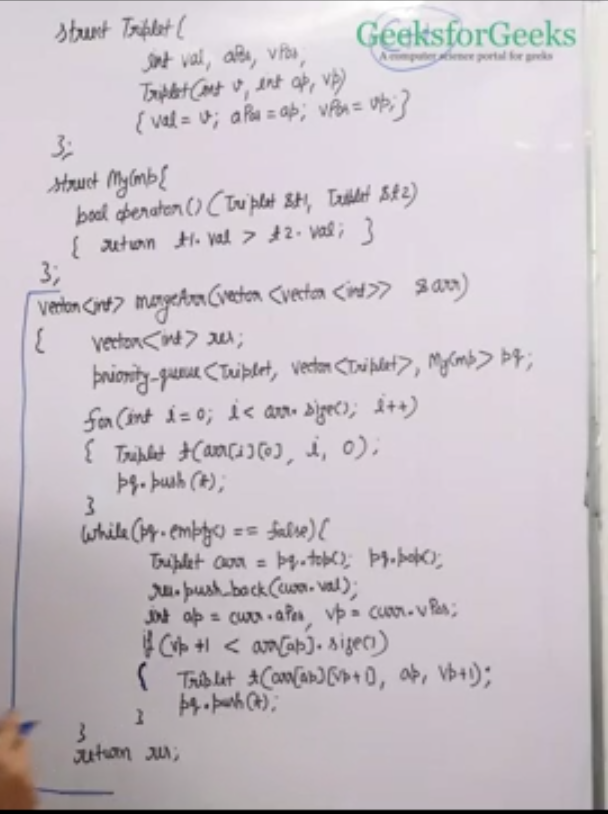 GeeksforGeeks
A computer science portal for geeks
struct Triplet{
int val, aPos, vPos,
Triplet(int v, int ap, vp)
{ val = v; aPos = ap; vPos = vp;}
};
struct MyCmp{
bool operator()(Triplet &t1, Triplet &t2)
{ return t1.val > t2.val; }
};
vector<int> mergeArr(vector <vector <int>> &arr)
{ vector<int> res;
priority_queue<Triplet, vector<Triplet>, MyCmp> pq;
for(int i=0; i< arr.size(); i++)
{ Triplet t(arr[i][0], i, 0);
pq.push(t);
}
while(pq.empty() == false){
Triplet curr = pq.top(); pq.pop();
res.push_back(curr.val);
int ap = curr.aPos, vp = curr.vPos;
if (vp+1 < arr[ap].size())
{ Triplet t(arr[ap][vp+1], ap, vp+1);
pq.push(t);
}
}
return res;